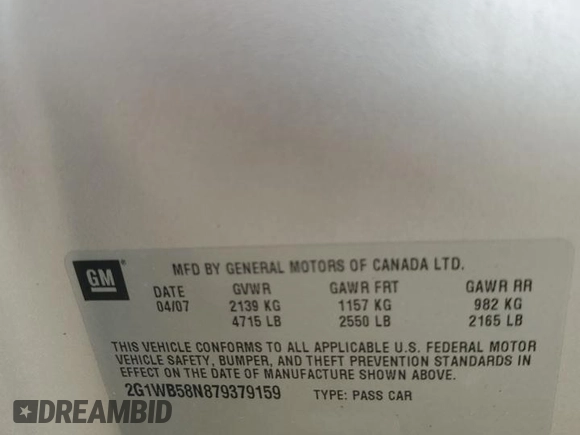 GM
MFD BY GENERAL MOTORS OF CANADA LTD.
DATE GVWR GAWR FRT GAWR RR
04/07 2139 KG 1157 KG 982 KG
4715 LB 2550 LB 2165 LB
THIS VEHICLE CONFORMS TO ALL APPLICABLE U.S. FEDERAL MOTOR
VEHICLE SAFETY, BUMPER, AND THEFT PREVENTION STANDARDS IN
EFFECT ON THE DATE OF MANUFACTURE SHOWN ABOVE.
2G1WB58N879379159 TYPE: PASS CAR
DREAMBID